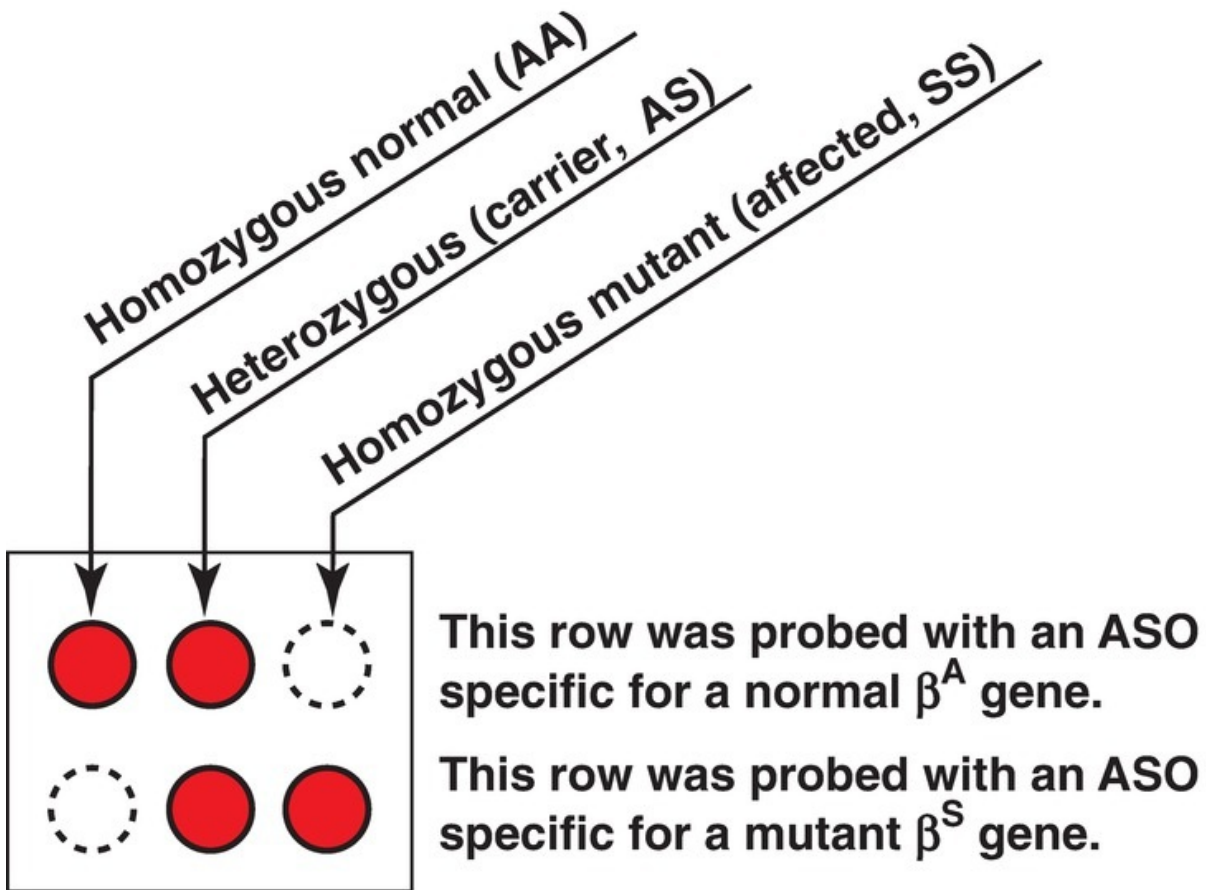 Homozygous normal (AA)
Heterozygous (carrier, AS)
Homozygous mutant (affected, SS)
This row was probed with an ASO
specific for a normal β^A gene.
This row was probed with an ASO
specific for a mutant β^S gene.